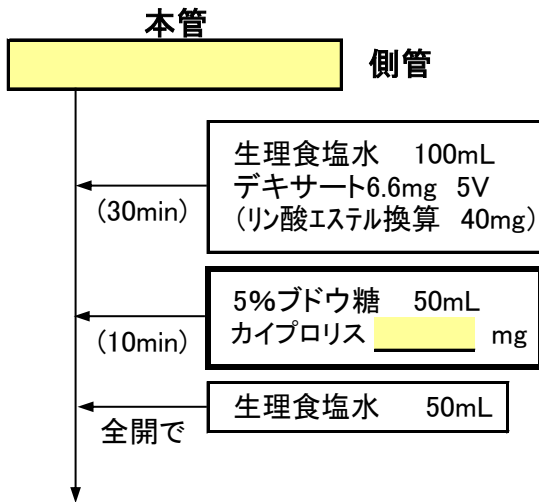 本管
側管
生理食塩水 100mL
デキサート6.6mg 5V
(リン酸エステル換算 40mg)
(30min)
5%ブドウ糖 50mL
カイプロリス mg
(10min)
生理食塩水 50mL
全開で